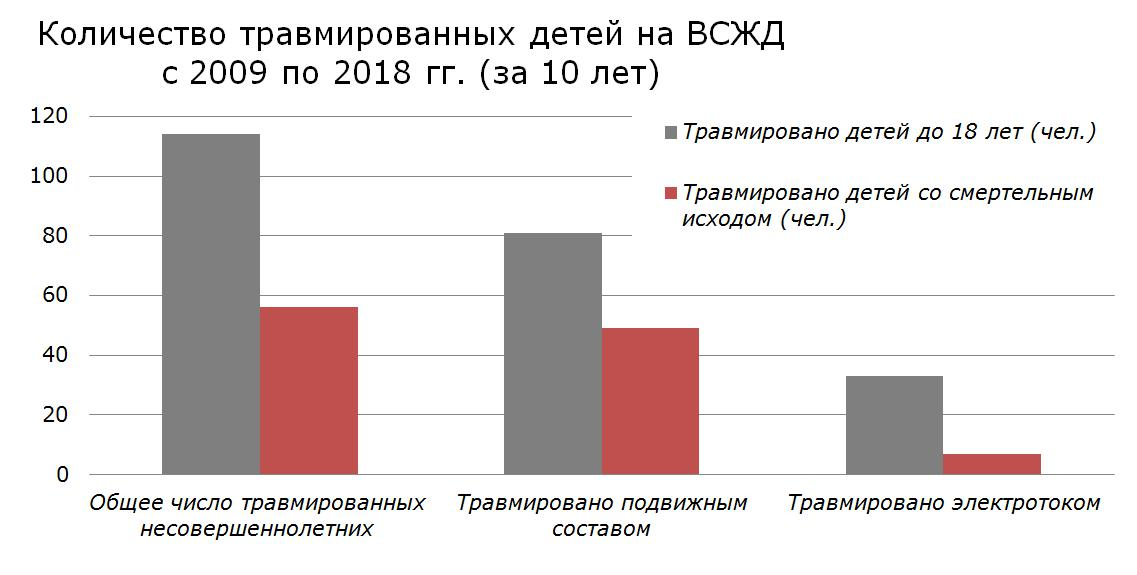 Количество травмированных детей на ВСЖД
с 2009 по 2018 гг. (за 10 лет)
120
100
80
60
40
20
0
Травмировано детей до 18 лет (чел.)
Травмировано детей со смертельным
исходом (чел.)
Общее число травмированных
несовершеннолетних
Травмировано подвижным
составом
Травмировано электротоком